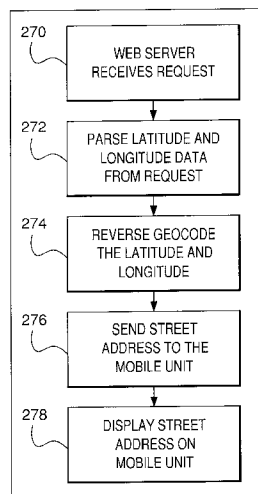 270
WEB SERVER
RECEIVES REQUEST
272
PARSE LATITUDE AND
LONGITUDE DATA
FROM REQUEST
274
REVERSE GEOCODE
THE LATITUDE AND
LONGITUDE
276
SEND STREET
ADDRESS TO THE
MOBILE UNIT
278
DISPLAY STREET
ADDRESS ON
MOBILE UNIT